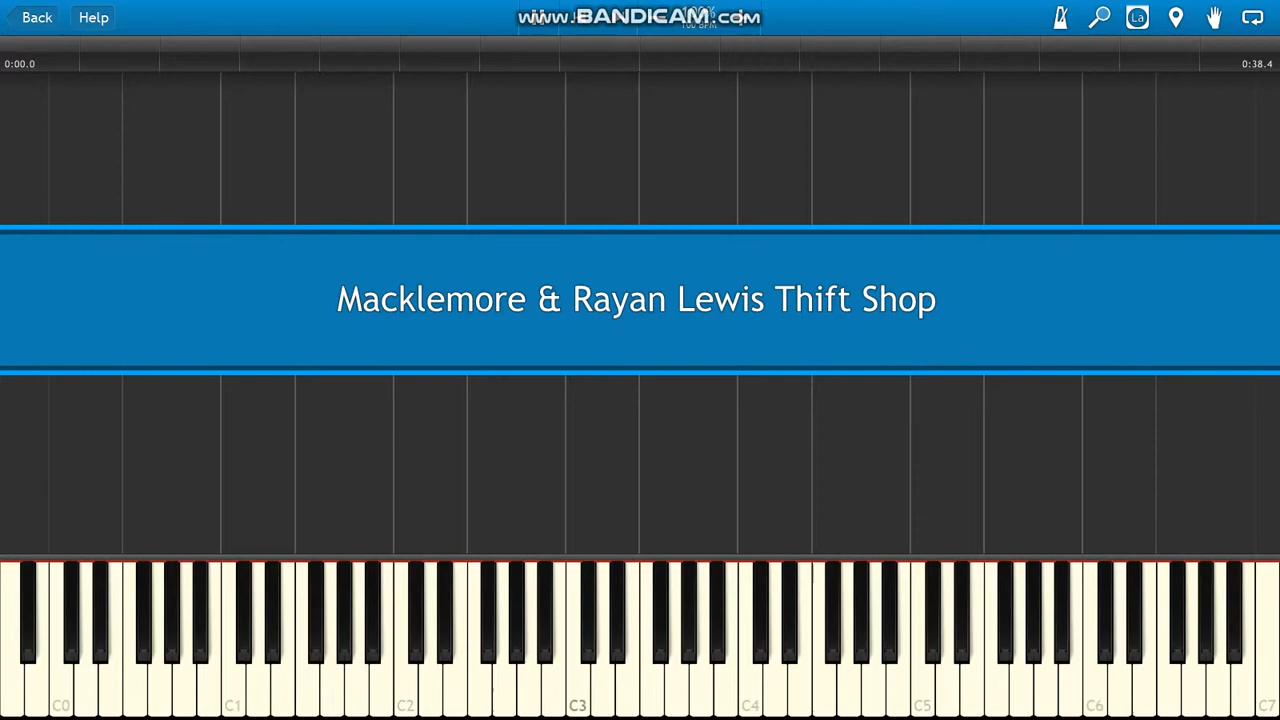 Back Help www.BANDICAM.com La
0:00.0 0:38.4
Macklemore & Rayan Lewis Thift Shop
C0 C1 C2 C3 C4 C5 C6 C7